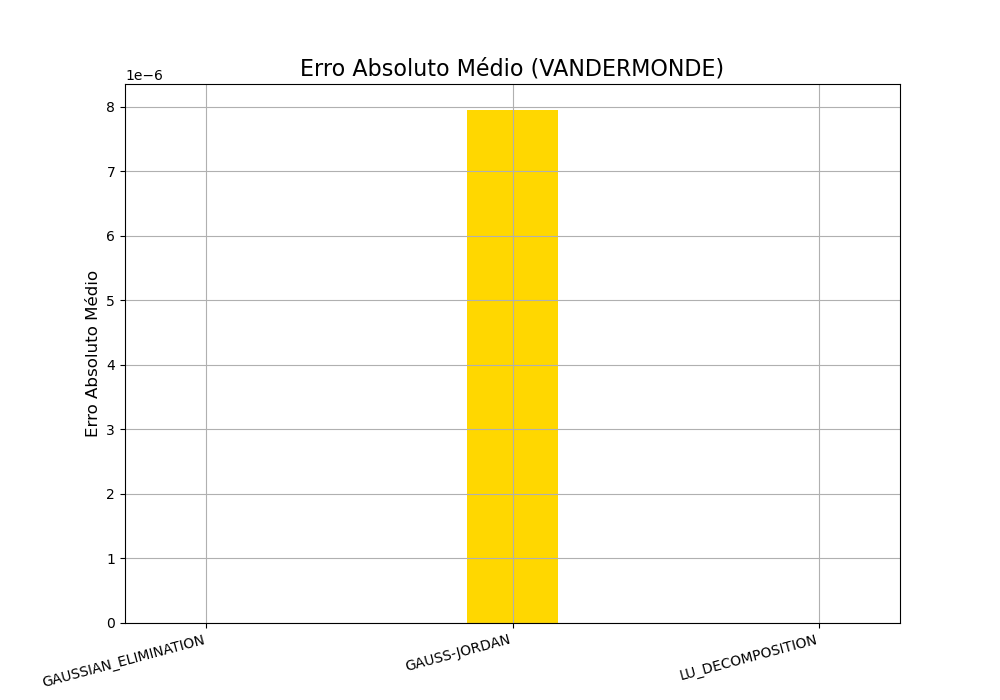 Erro Absoluto Médio (VANDERMONDE)
1e−6
8
7
6
5
4
3
2
1
0
Erro Absoluto Médio
GAUSSIAN_ELIMINATION
GAUSS-JORDAN
LU_DECOMPOSITION